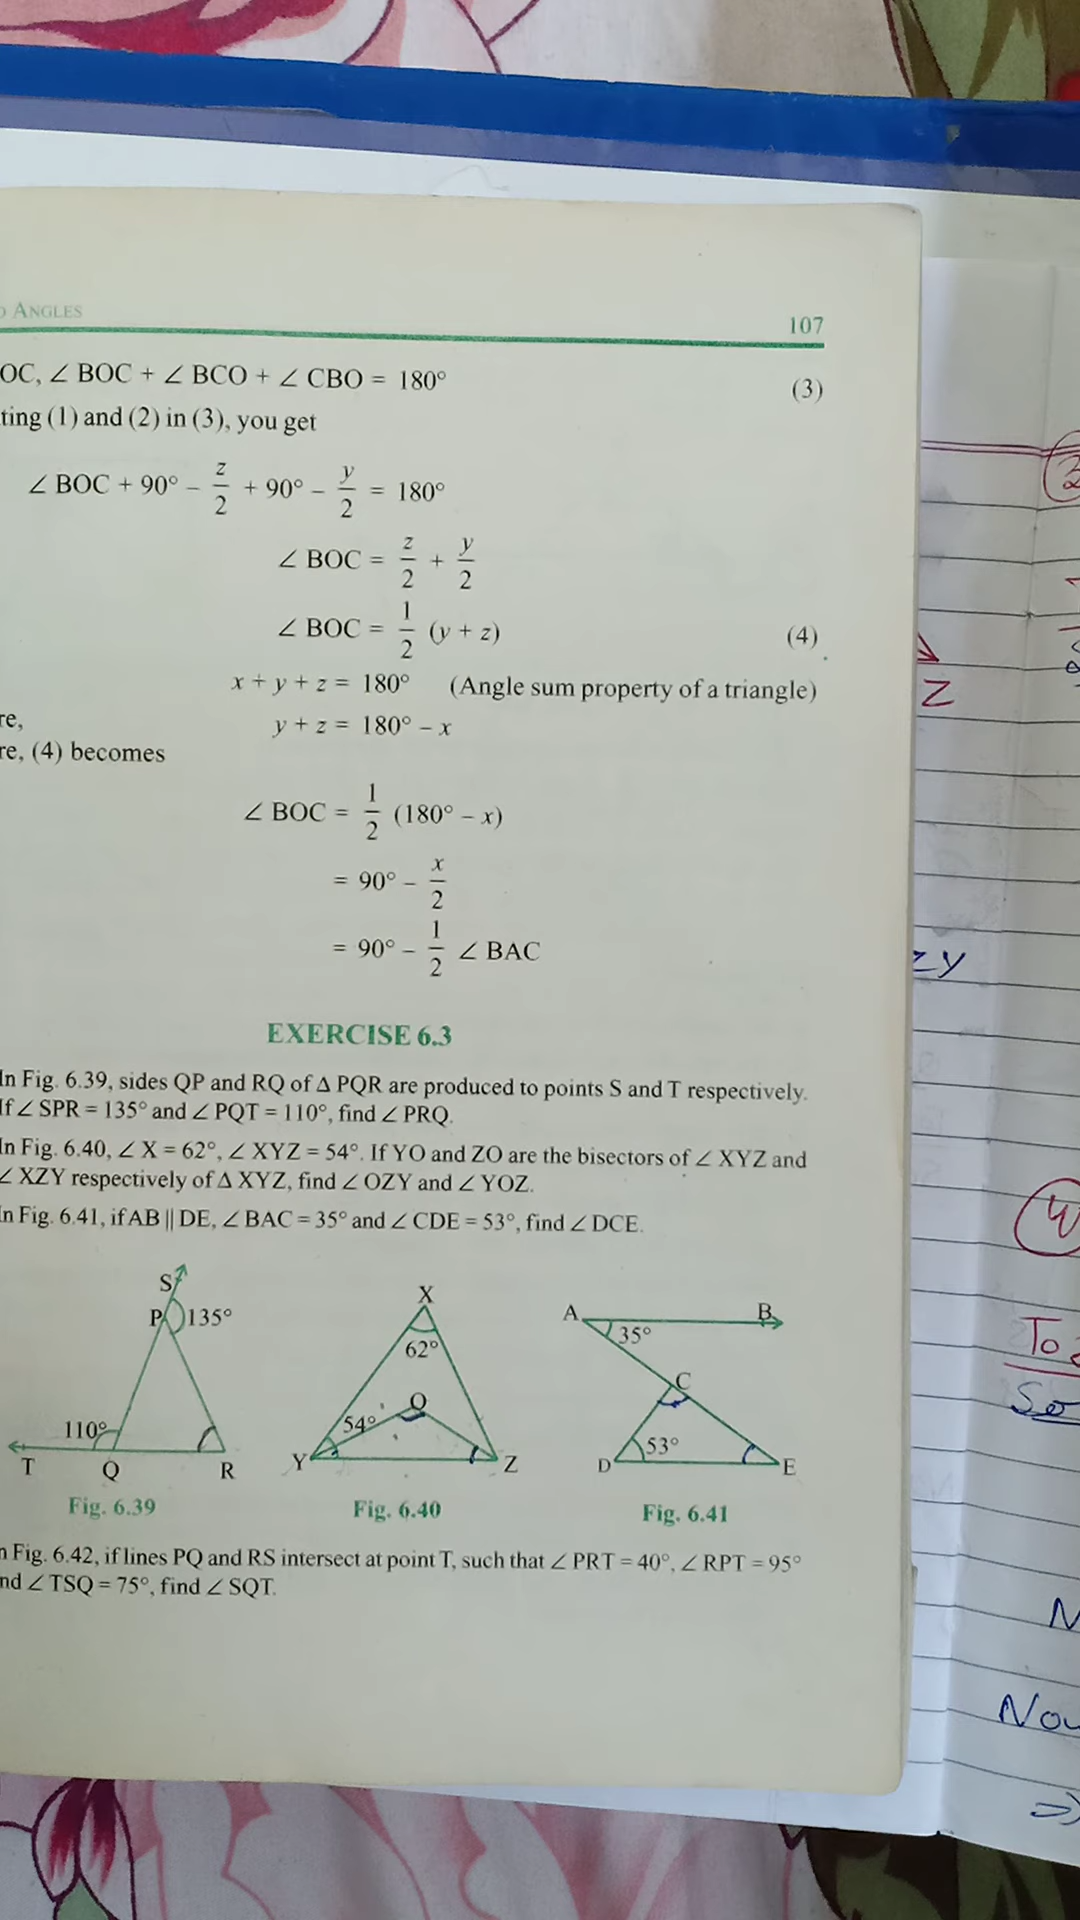 ANGLES
107
OC, ∠ BOC + ∠ BCO + ∠ CBO = 180° (3)
ting (1) and (2) in (3), you get
∠ BOC + 90° – z/2 + 90° – y/2 = 180°
∠ BOC = z/2 + y/2
∠ BOC = 1/2 (y + z) (4)
x + y + z = 180° (Angle sum property of a triangle)
re, y + z = 180° – x
re, (4) becomes
∠ BOC = 1/2 (180° – x)
= 90° – x/2
= 90° – 1/2 ∠ BAC
EXERCISE 6.3
In Fig. 6.39, sides QP and RQ of Δ PQR are produced to points S and T respectively.
If ∠ SPR = 135° and ∠ PQT = 110°, find ∠ PRQ.
In Fig. 6.40, ∠ X = 62°, ∠ XYZ = 54°. If YO and ZO are the bisectors of ∠ XYZ and
∠ XZY respectively of Δ XYZ, find ∠ OZY and ∠ YOZ.
In Fig. 6.41, if AB || DE, ∠ BAC = 35° and ∠ CDE = 53°, find ∠ DCE.
S
P 135°
110°
T Q R
Fig. 6.39
X
62°
O
54°
Y Z
Fig. 6.40
A B
35°
C
53°
D E
Fig. 6.41
n Fig. 6.42, if lines PQ and RS intersect at point T, such that ∠ PRT = 40°, ∠ RPT = 95°
nd ∠ TSQ = 75°, find ∠ SQT.
Z
ZY
To
N
Now
⇒